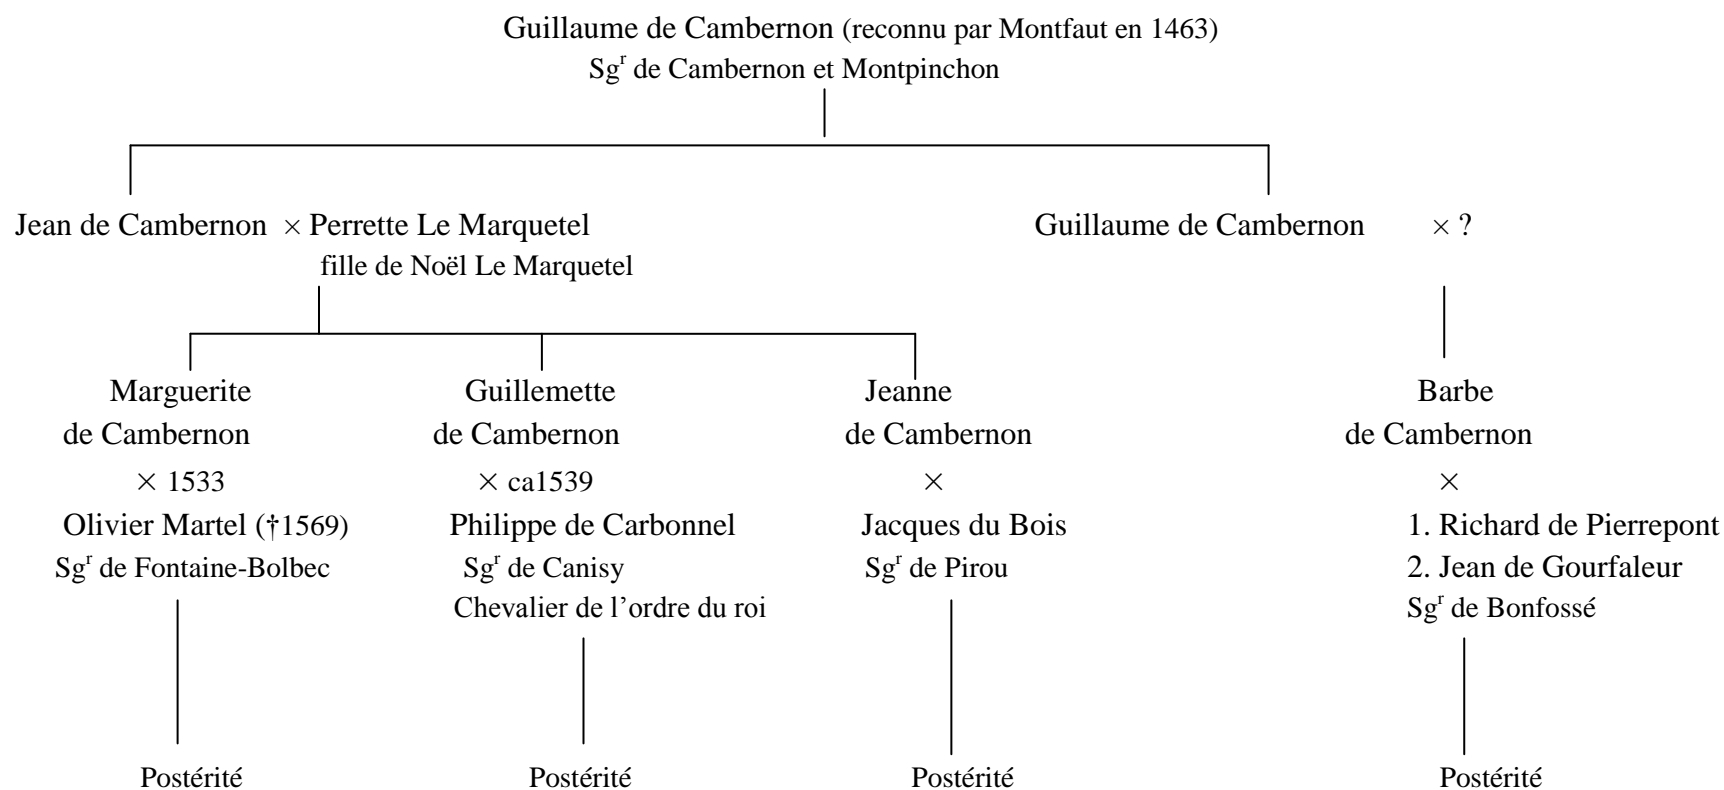 Guillaume de Cambernon (reconnu par Montfaut en 1463)
Sgʳ de Cambernon et Montpinchon
Jean de Cambernon × Perrette Le Marquetel
fille de Noël Le Marquetel
Guillaume de Cambernon × ?
Marguerite
de Cambernon
× 1533
Olivier Martel (†1569)
Sgʳ de Fontaine-Bolbec
Postérité
Guillemette
de Cambernon
× ca1539
Philippe de Carbonnel
Sgʳ de Canisy
Chevalier de l’ordre du roi
Postérité
Jeanne
de Cambernon
×
Jacques du Bois
Sgʳ de Pirou
Postérité
Barbe
de Cambernon
×
1. Richard de Pierrepont
2. Jean de Gourfaleur
Sgʳ de Bonfossé
Postérité